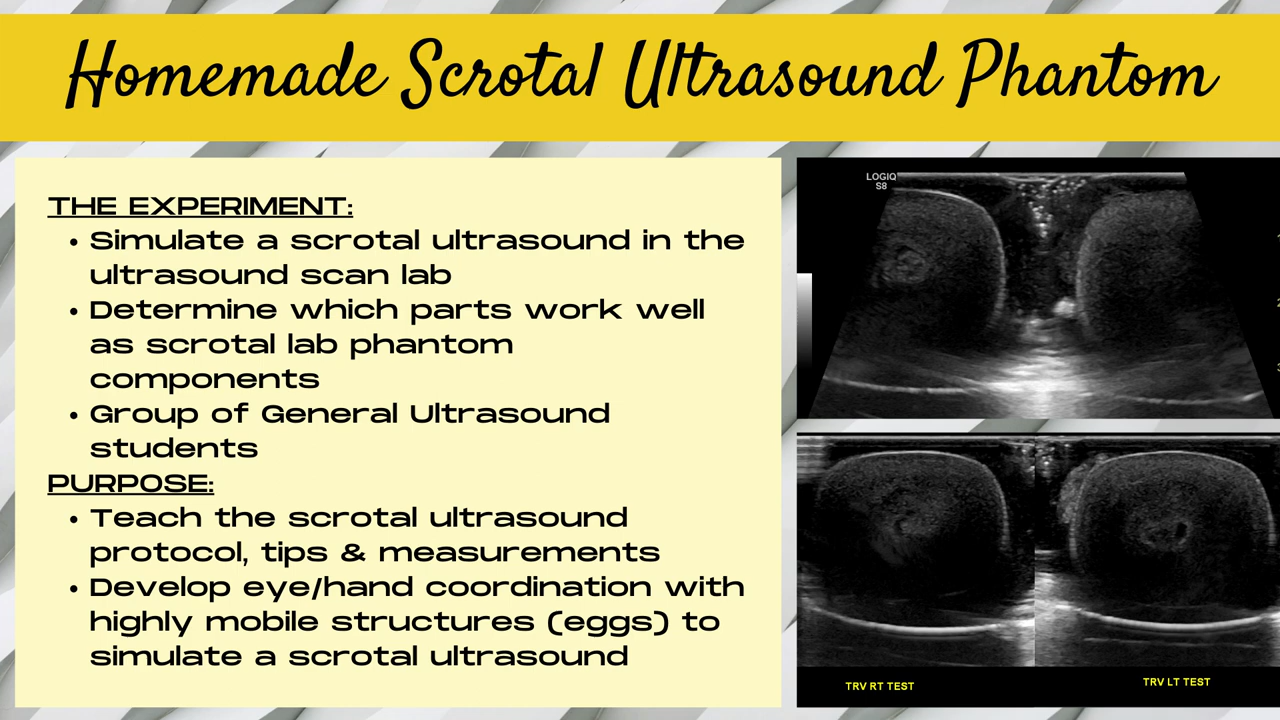 Homemade Scrotal Ultrasound Phantom
THE EXPERIMENT:
• Simulate a scrotal ultrasound in the
ultrasound scan lab
• Determine which parts work well
as scrotal lab phantom
components
• Group of General Ultrasound
students
PURPOSE:
• Teach the scrotal ultrasound
protocol, tips & measurements
• Develop eye/hand coordination with
highly mobile structures (eggs) to
simulate a scrotal ultrasound
LOGIQ
S8
TRV RT TEST
TRV LT TEST